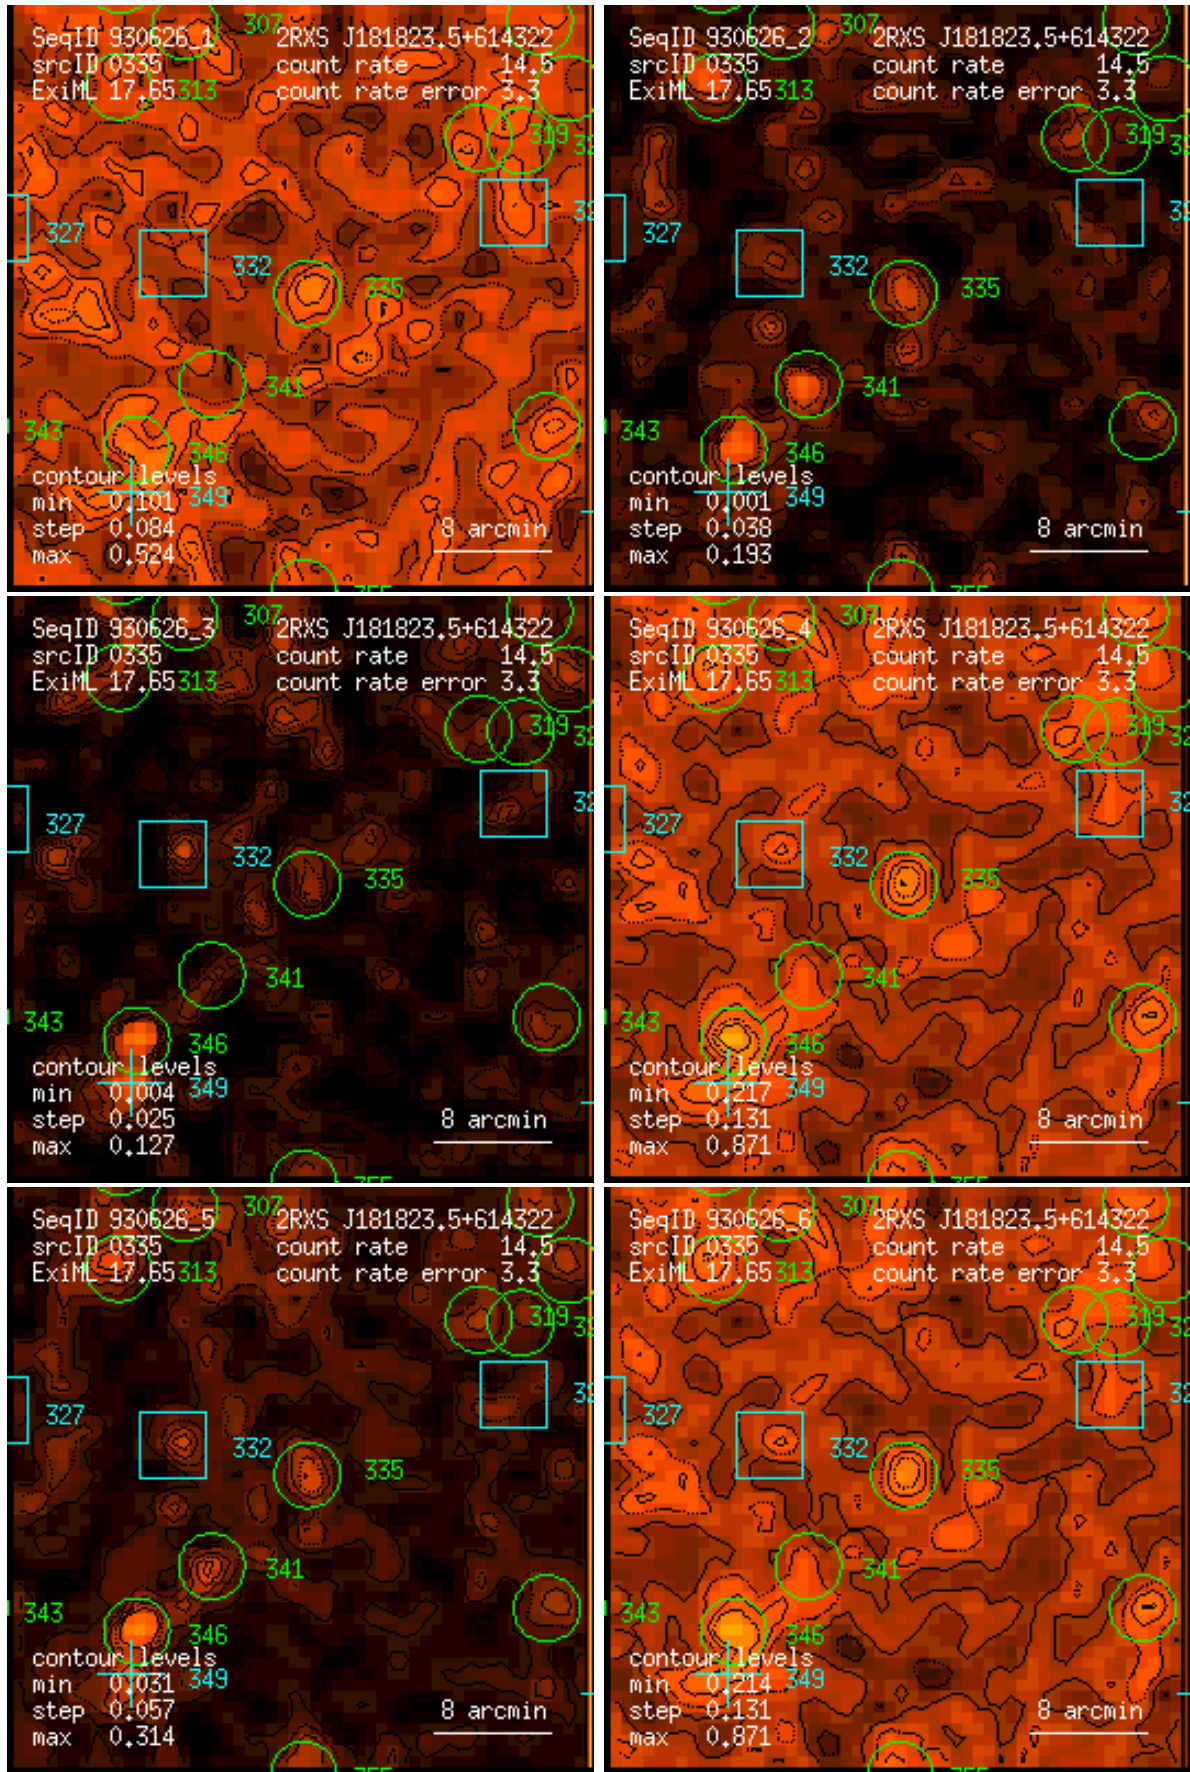 307
SeqID 930626_1 2RXS J181823.5+614322
srcID 0335 count rate 14.5
ExiML 17.65 313 count rate error 3.3
319
327
332
335
341
343
346
contour levels
min 0.101
349
step 0.084 8 arcmin
max 0.524
307
SeqID 930626_2 2RXS J181823.5+614322
srcID 0335 count rate 14.5
ExiML 17.65 313 count rate error 3.3
319
327
332
335
341
343
346
contour levels
min 0.001
349
step 0.038 8 arcmin
max 0.193
307
SeqID 930626_3 2RXS J181823.5+614322
srcID 0335 count rate 14.5
ExiML 17.65 313 count rate error 3.3
319
327
332
335
341
343
346
contour levels
min 0.004
349
step 0.025 8 arcmin
max 0.127
307
SeqID 930626_4 2RXS J181823.5+614322
srcID 0335 count rate 14.5
ExiML 17.65 313 count rate error 3.3
319
327
332
335
341
343
346
contour levels
min 0.217
349
step 0.131 8 arcmin
max 0.871
307
SeqID 930626_5 2RXS J181823.5+614322
srcID 0335 count rate 14.5
ExiML 17.65 313 count rate error 3.3
319
327
332
335
341
343
346
contour levels
min 0.031
349
step 0.057 8 arcmin
max 0.314
307
SeqID 930626_6 2RXS J181823.5+614322
srcID 0335 count rate 14.5
ExiML 17.65 313 count rate error 3.3
319
327
332
335
341
343
346
contour levels
min 0.214
349
step 0.131 8 arcmin
max 0.871